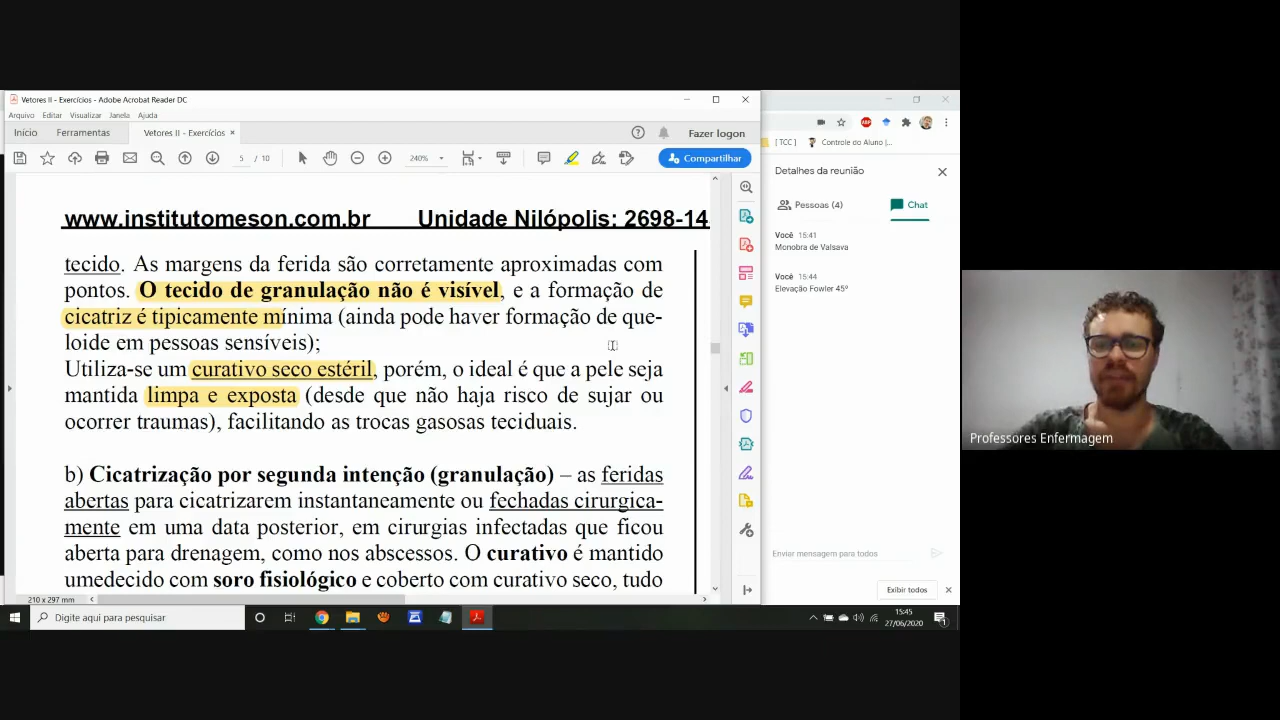 Vetores II - Exercícios - Adobe Acrobat Reader DC
Arquivo Editar Visualizar Janela Ajuda
Início Ferramentas Vetores II - Exercícios × Fazer logon
5 / 10 240% Compartilhar
www.institutomeson.com.br Unidade Nilópolis: 2698-14
tecido. As margens da ferida são corretamente aproximadas com
pontos. O tecido de granulação não é visível, e a formação de
cicatriz é tipicamente mínima (ainda pode haver formação de que-
loide em pessoas sensíveis);
Utiliza-se um curativo seco estéril, porém, o ideal é que a pele seja
mantida limpa e exposta (desde que não haja risco de sujar ou
ocorrer traumas), facilitando as trocas gasosas teciduais.
b) Cicatrização por segunda intenção (granulação) – as feridas
abertas para cicatrizarem instantaneamente ou fechadas cirurgica-
mente em uma data posterior, em cirurgias infectadas que ficou
aberta para drenagem, como nos abscessos. O curativo é mantido
umedecido com soro fisiológico e coberto com curativo seco, tudo
210 x 297 mm
ABP
[ TCC ] Controle do Aluno |...
Detalhes da reunião
Pessoas (4) Chat
Você 15:41
Monobra de Valsava
Você 15:44
Elevação Fowler 45º
Enviar mensagem para todos
Exibir todos
Professores Enfermagem
Digite aqui para pesquisar
15:45
27/06/2020
1